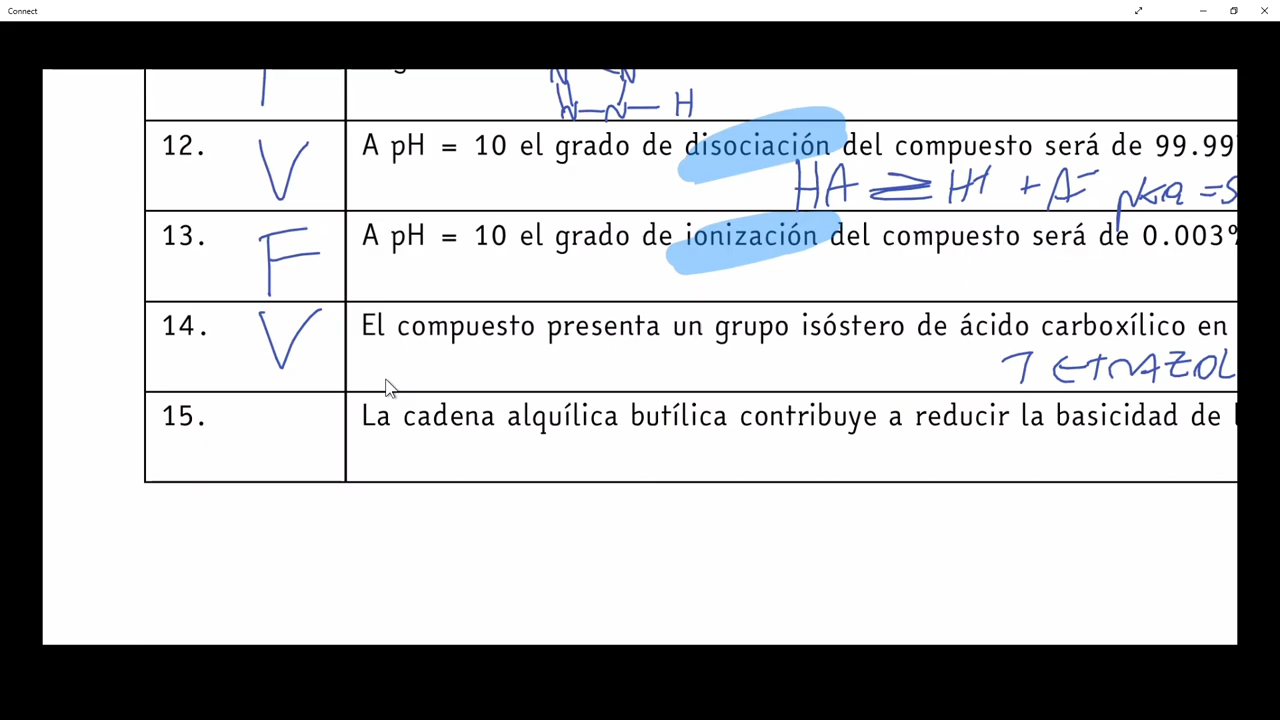 Connect
H
12. V A pH = 10 el grado de disociación del compuesto será de 99.99
HA ⇌ H+ + A- pka =5
13. F A pH = 10 el grado de ionización del compuesto será de 0.003%
14. V El compuesto presenta un grupo isóstero de ácido carboxílico en
TETRAZOL
15. La cadena alquílica butílica contribuye a reducir la basicidad de